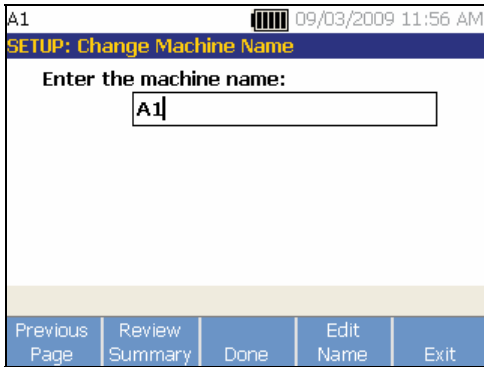 A1 09/03/2009 11:56 AM
SETUP: Change Machine Name
Enter the machine name:
A1
Previous Page
Review Summary
Done
Edit Name
Exit